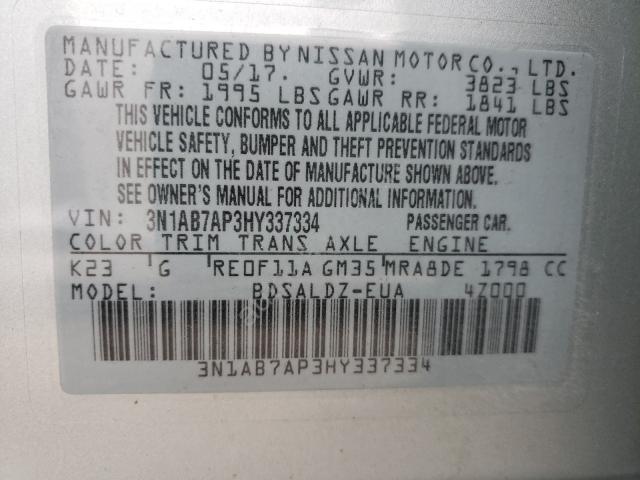 MANUFACTURED BY NISSAN MOTOR CO., LTD.
DATE: 05/17. GVWR: 3823 LBS
GAWR FR: 1995 LBS GAWR RR: 1841 LBS
THIS VEHICLE CONFORMS TO ALL APPLICABLE FEDERAL MOTOR
VEHICLE SAFETY, BUMPER AND THEFT PREVENTION STANDARDS
IN EFFECT ON THE DATE OF MANUFACTURE SHOWN ABOVE.
SEE OWNER'S MANUAL FOR ADDITIONAL INFORMATION.
VIN: 3N1AB7AP3HY337334 PASSENGER CAR.
COLOR TRIM TRANS AXLE ENGINE
K23 G RE0F11A GM35 MRA8DE 1798 CC
MODEL: BDSALDZ-EUA 4Z000
3N1AB7AP3HY337334